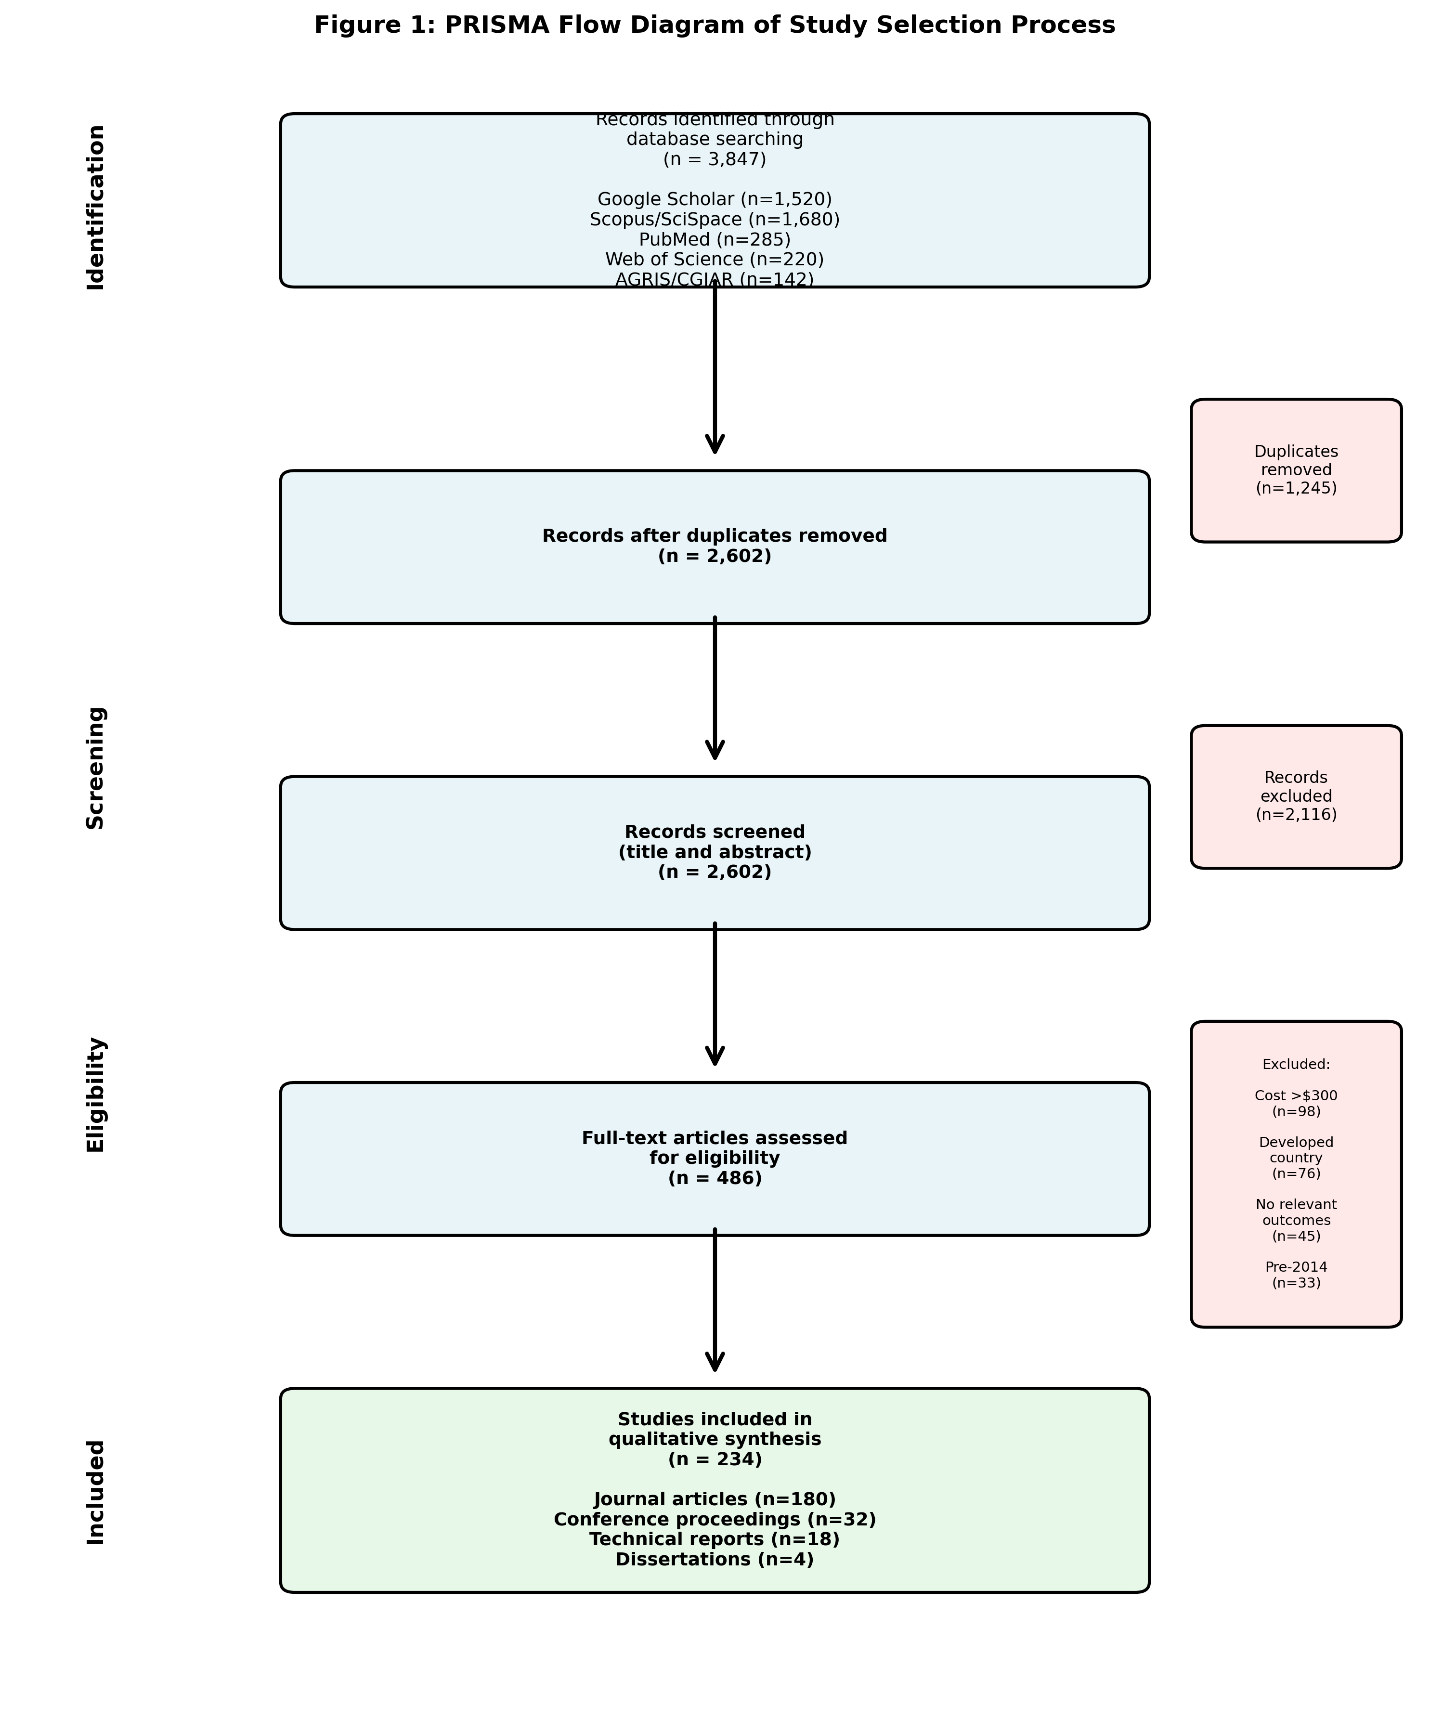 Figure 1: PRISMA Flow Diagram of Study Selection Process
Identification
Records identified through
database searching
(n = 3,847)
Google Scholar (n=1,520)
Scopus/SciSpace (n=1,680)
PubMed (n=285)
Web of Science (n=220)
AGRIS/CGIAR (n=142)
Duplicates
removed
(n=1,245)
Records after duplicates removed
(n = 2,602)
Screening
Records
excluded
(n=2,116)
Records screened
(title and abstract)
(n = 2,602)
Eligibility
Full-text articles assessed
for eligibility
(n = 486)
Excluded:
Cost >$300
(n=98)
Developed
country
(n=76)
No relevant
outcomes
(n=45)
Pre-2014
(n=33)
Included
Studies included in
qualitative synthesis
(n = 234)
Journal articles (n=180)
Conference proceedings (n=32)
Technical reports (n=18)
Dissertations (n=4)